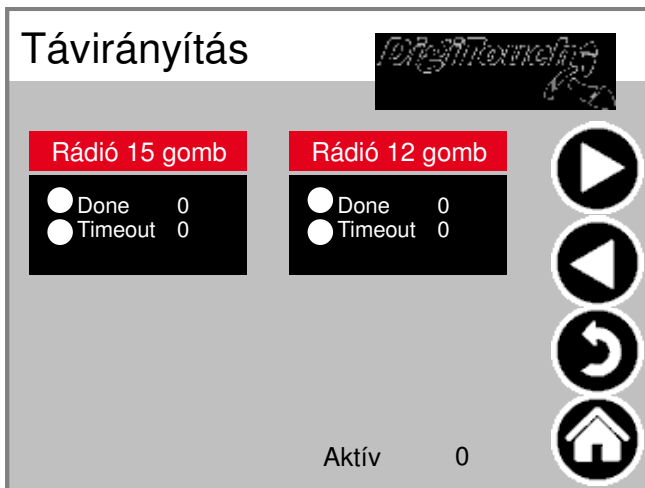 Távirányítás
DigiTouch
Rádió 15 gomb
Done 0
Timeout 0
Rádió 12 gomb
Done 0
Timeout 0
Aktív 0